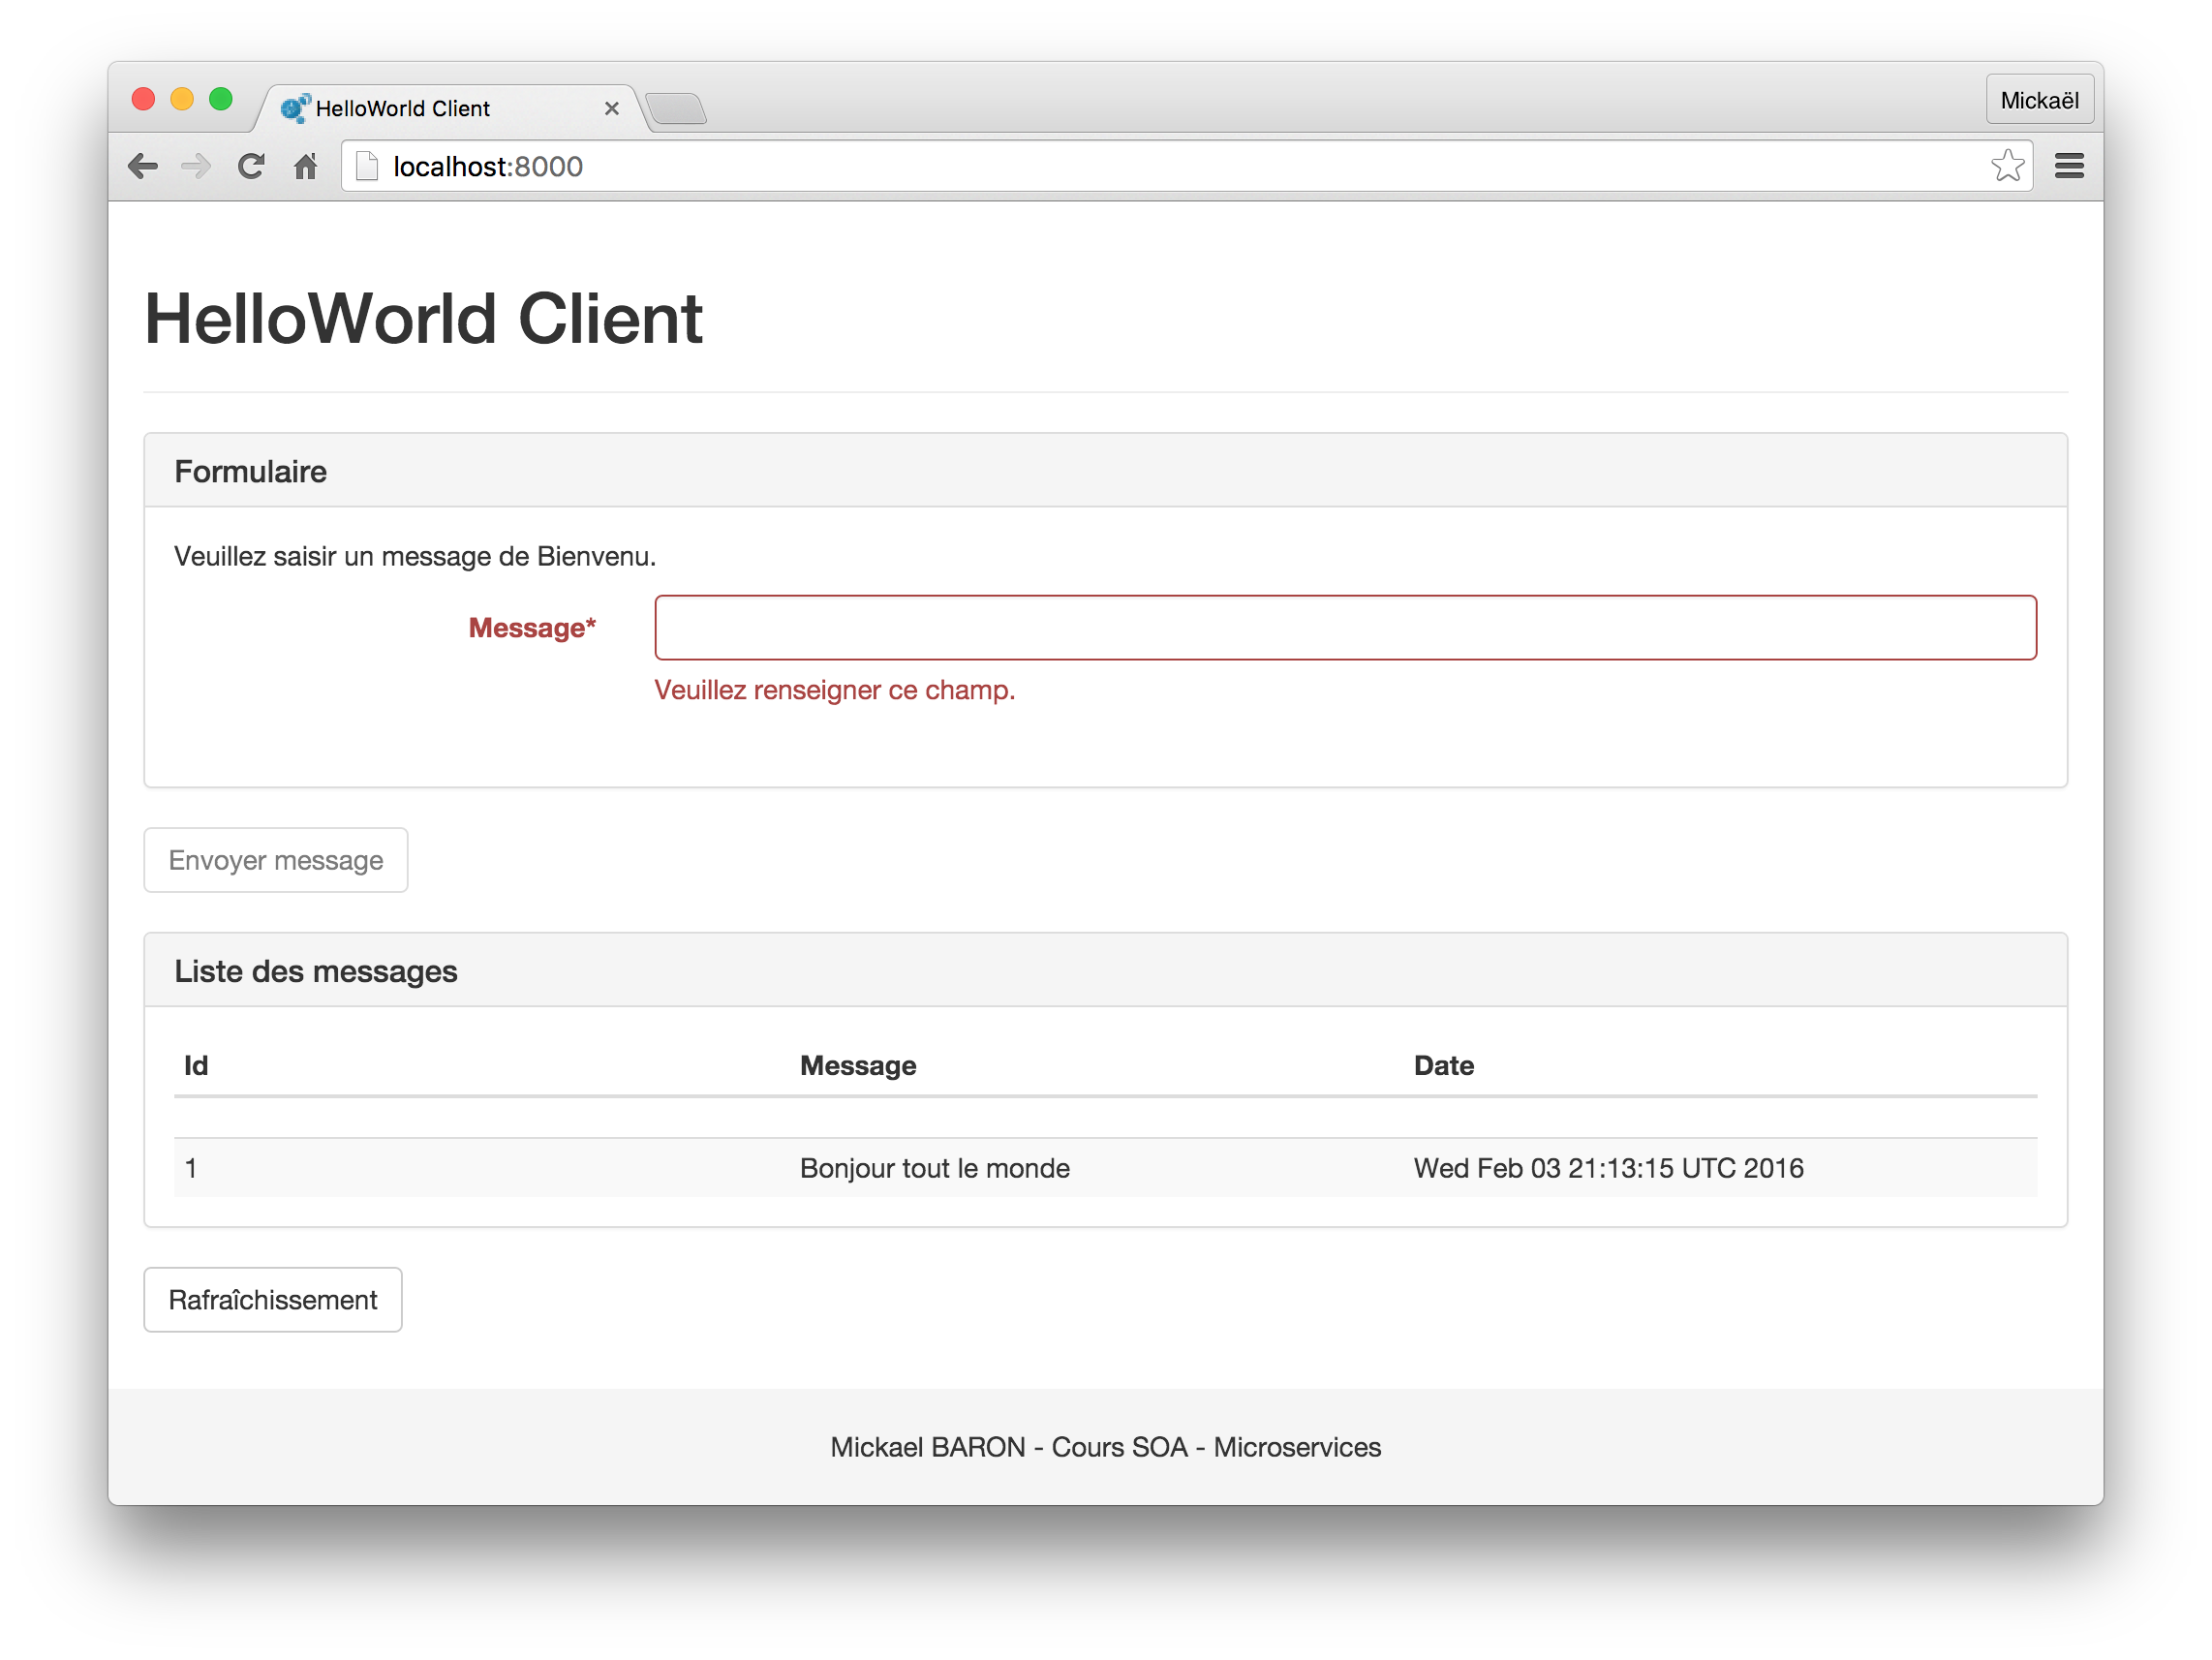 HelloWorld Client
Mickaël
localhost:8000
HelloWorld Client
Formulaire
Veuillez saisir un message de Bienvenu.
Message*
Veuillez renseigner ce champ.
Envoyer message
Liste des messages
Id Message Date
1 Bonjour tout le monde Wed Feb 03 21:13:15 UTC 2016
Rafraîchissement
Mickael BARON - Cours SOA - Microservices